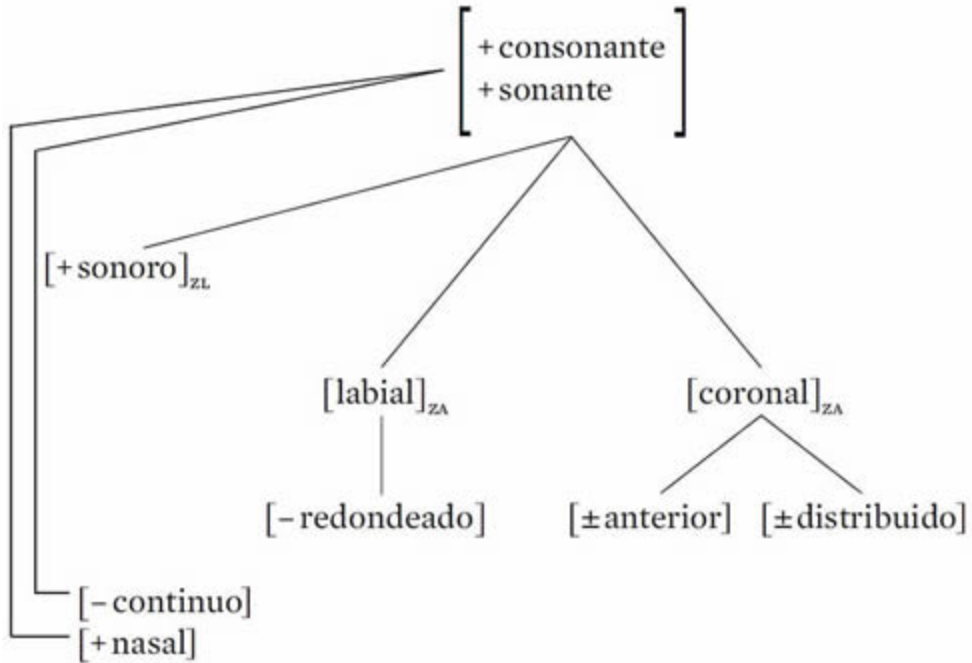 +consonante
+sonante
[+sonoro]ZL
[labial]ZA
[coronal]ZA
[−redondeado]
[±anterior]
[±distribuido]
[−continuo]
[+nasal]